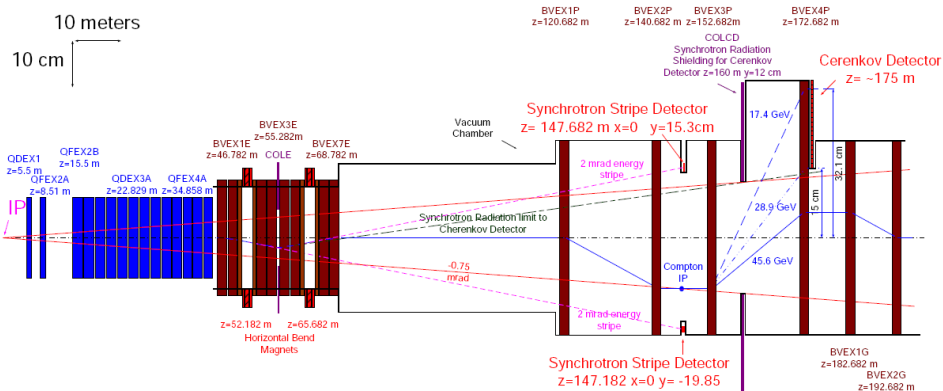 10 meters
10 cm
BVEX1P
z=120.682 m
BVEX2P
z=140.682 m
BVEX3P
z=152.682m
BVEX4P
z=172.682 m
COLCD
Synchrotron Radiation
Shielding for Cerenkov
Detector z=160 m y=12 cm
Cerenkov Detector
z= ~175 m
Synchrotron Stripe Detector
z= 147.682 m x=0 y=15.3cm
17.4 GeV
Vacuum
Chamber
BVEX3E
z=55.282m
BVEX1E
z=46.782 m
COLE
BVEX7E
z=68.782 m
QDEX1
z=5.5 m
QFEX2B
z=15.5 m
QFEX2A
z=8.51 m
QDEX3A
z=22.829 m
QFEX4A
z=34.858 m
2 mrad energy
stripe
32.1 cm
15 cm
IP
Synchrotron Radiation limit to
Cherenkov Detector
28.9 GeV
45.6 GeV
-0.75
mrad
Compton
IP
2 mrad energy
stripe
z=52.182 m
z=65.682 m
Horizontal Bend
Magnets
Synchrotron Stripe Detector
z=147.182 x=0 y= -19.85
BVEX1G
z=182.682 m
BVEX2G
z=192.682 m